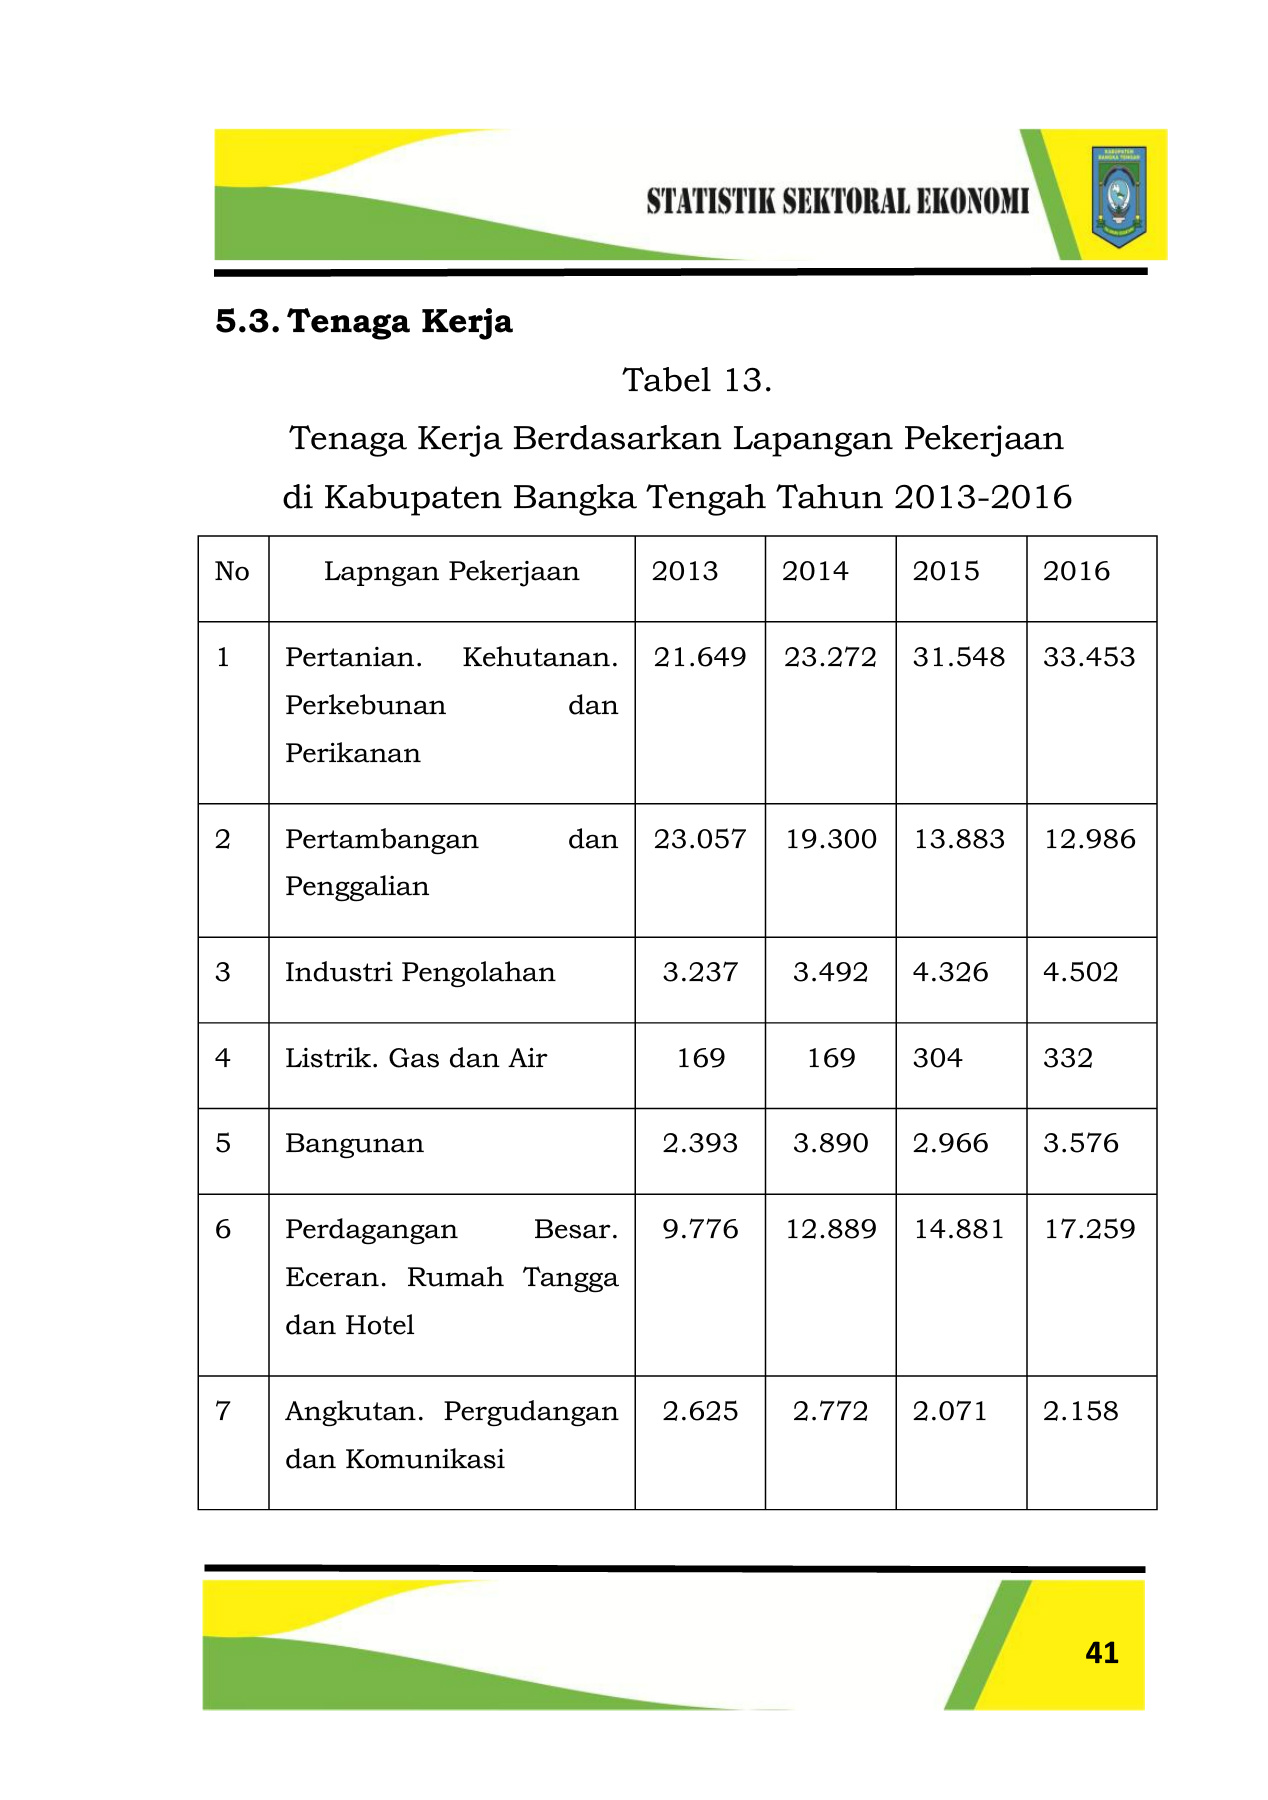 KABUPATEN
BANGKA TENGAH
STATISTIK SEKTORAL EKONOMI
5.3. Tenaga Kerja
Tabel 13.
Tenaga Kerja Berdasarkan Lapangan Pekerjaan
di Kabupaten Bangka Tengah Tahun 2013-2016
No Lapngan Pekerjaan 2013 2014 2015 2016
1 Pertanian. Kehutanan. 21.649 23.272 31.548 33.453
Perkebunan dan
Perikanan
2 Pertambangan dan 23.057 19.300 13.883 12.986
Penggalian
3 Industri Pengolahan 3.237 3.492 4.326 4.502
4 Listrik. Gas dan Air 169 169 304 332
5 Bangunan 2.393 3.890 2.966 3.576
6 Perdagangan Besar. 9.776 12.889 14.881 17.259
Eceran. Rumah Tangga
dan Hotel
7 Angkutan. Pergudangan 2.625 2.772 2.071 2.158
dan Komunikasi
41